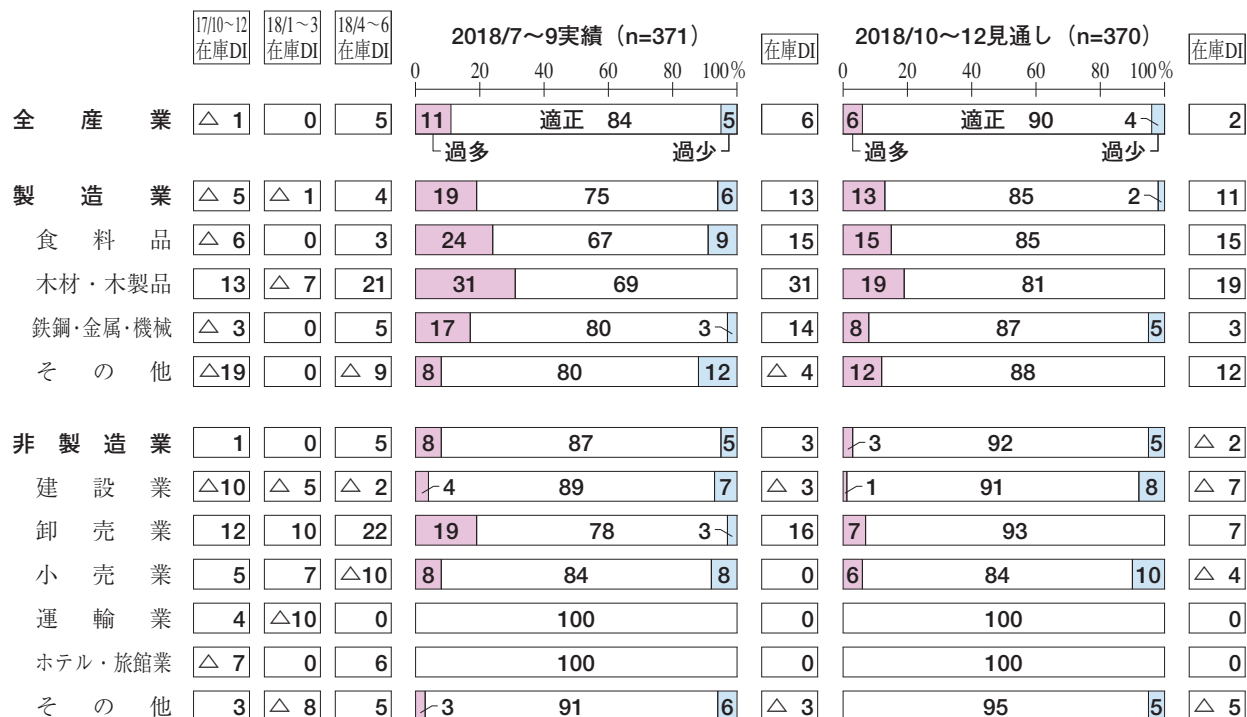 17/10～12 18/1～3 18/4～6
在庫DI 在庫DI 在庫DI 2018/7～9実績（n=371） 在庫DI 2018/10～12見通し（n=370） 在庫DI
0 20 40 60 80 100% 0 20 40 60 80 100%
全産業 △1 0 5 11 適正 84 5 6 6 適正 90 4 2
過多 過少 過多 過少
製造業 △5 △1 4 19 75 6 13 13 85 2 11
食料品 △6 0 3 24 67 9 15 15 85 15
木材・木製品 13 △7 21 31 69 31 19 81 19
鉄鋼・金属・機械 △3 0 5 17 80 3 14 8 87 5 3
その他 △19 0 △9 8 80 12 △4 12 88 12
非製造業 1 0 5 8 87 5 3 3 92 5 △2
建設業 △10 △5 △2 4 89 7 △3 1 91 8 △7
卸売業 12 10 22 19 78 3 16 7 93 7
小売業 5 7 △10 8 84 8 0 6 84 10 △4
運輸業 4 △10 0 100 0 100 0
ホテル・旅館業 △7 0 6 100 0 100 0
その他 3 △8 5 3 91 6 △3 95 5 △5